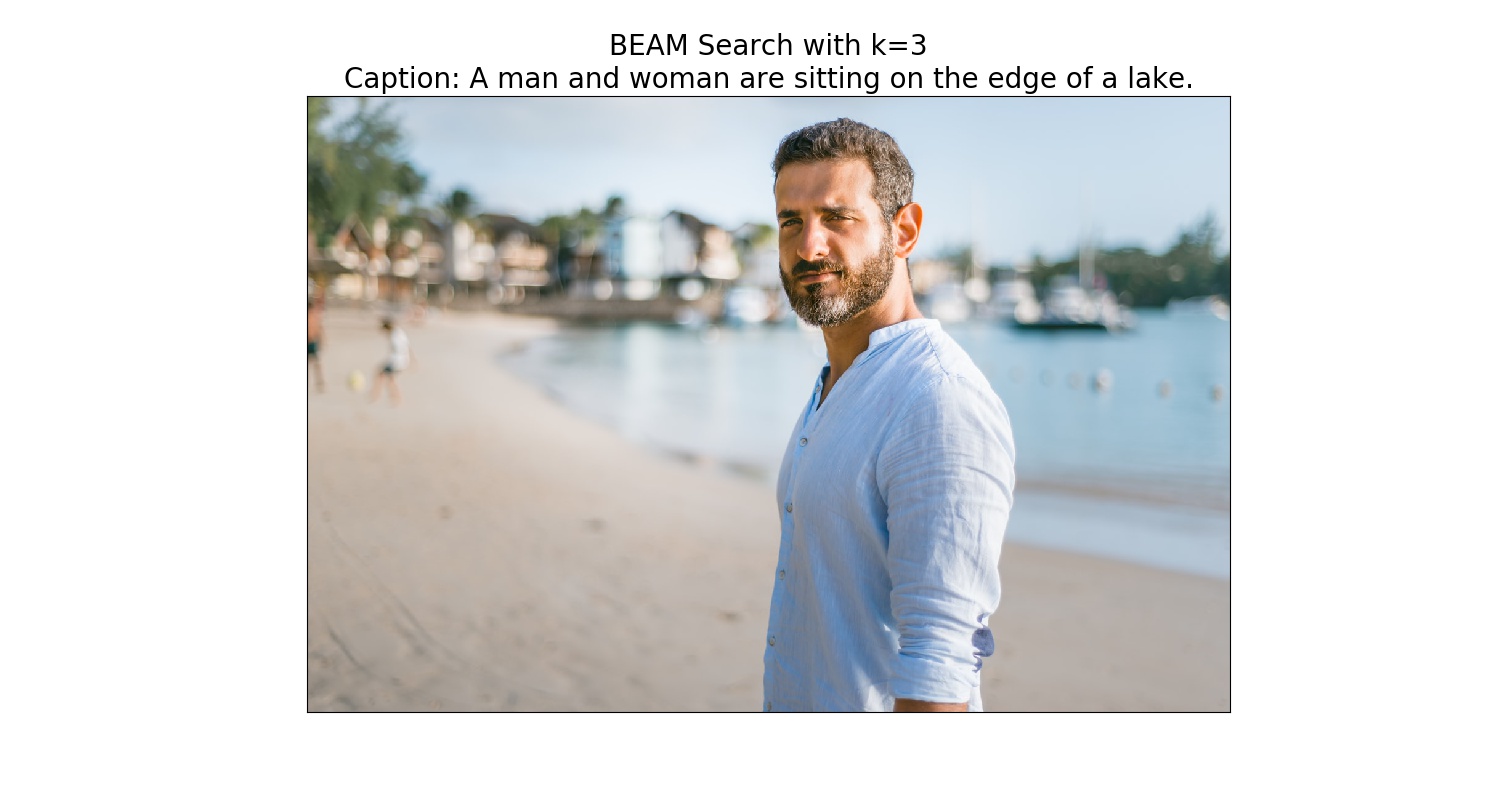 BEAM Search with k=3
Caption: A man and woman are sitting on the edge of a lake.